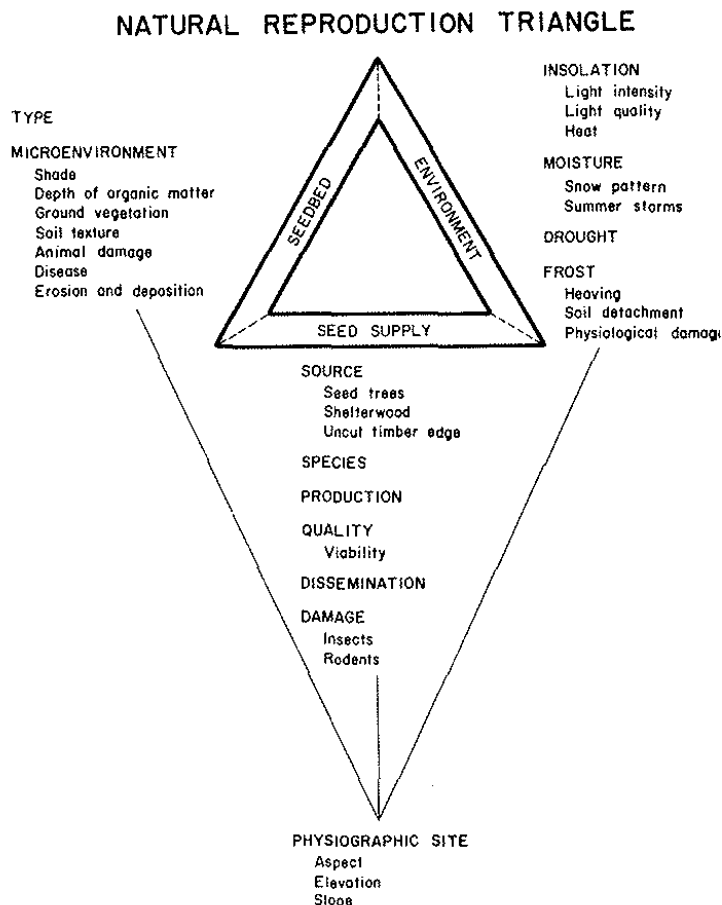 NATURAL REPRODUCTION TRIANGLE
TYPE
MICROENVIRONMENT
Shade
Depth of organic matter
Ground vegetation
Soil texture
Animal damage
Disease
Erosion and deposition
SEEDBED
ENVIRONMENT
SEED SUPPLY
INSOLATION
Light intensity
Light quality
Heat
MOISTURE
Snow pattern
Summer storms
DROUGHT
FROST
Heaving
Soil detachment
Physiological damage
SOURCE
Seed trees
Shelterwood
Uncut timber edge
SPECIES
PRODUCTION
QUALITY
Viability
DISSEMINATION
DAMAGE
Insects
Rodents
PHYSIOGRAPHIC SITE
Aspect
Elevation
Slope